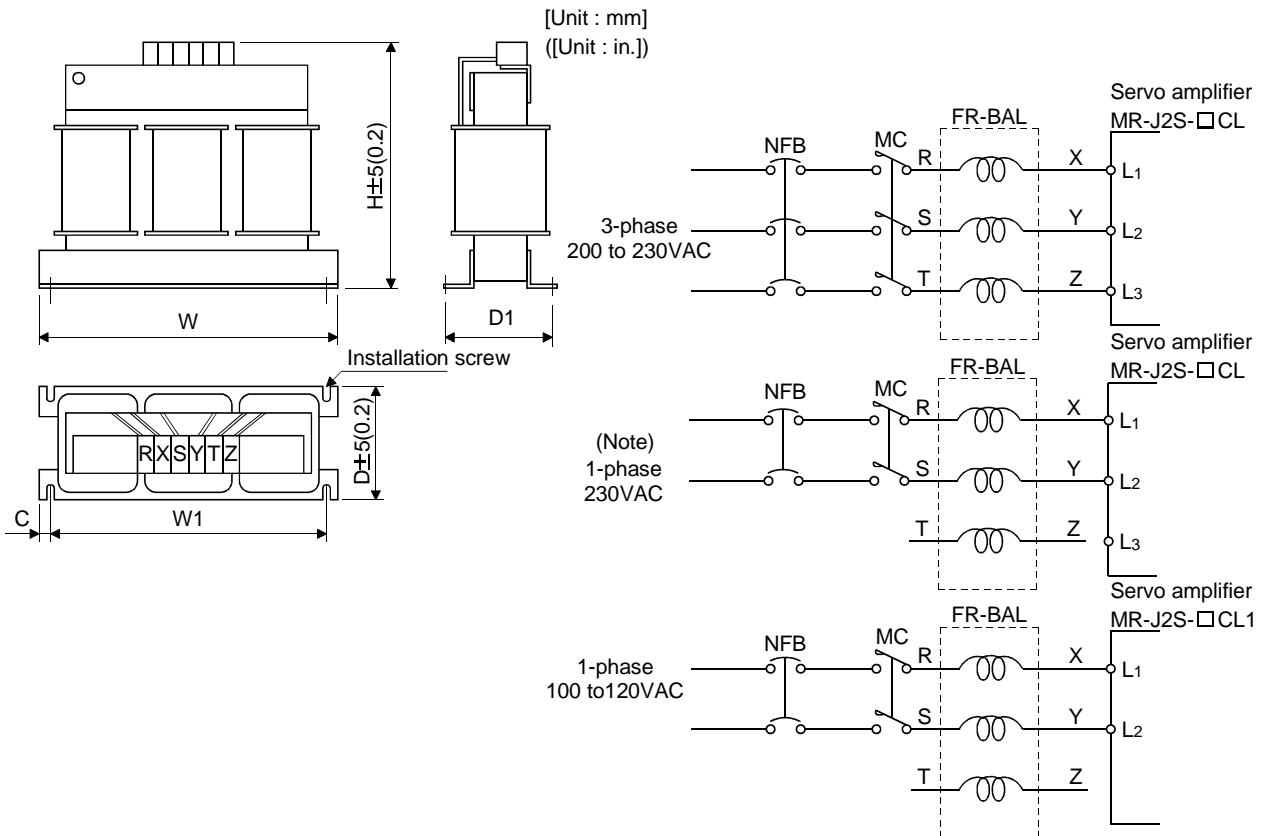 [Unit : mm]
([Unit : in.])
H±5(0.2)
W
D1
Installation screw
RXSYTZ
D±5(0.2)
C
W1
Servo amplifier
MR-J2S-□CL
FR-BAL
NFB
MC
R
X
L1
3-phase
200 to 230VAC
S
Y
L2
T
Z
L3
Servo amplifier
MR-J2S-□CL
FR-BAL
NFB
MC
R
X
L1
(Note)
1-phase
230VAC
S
Y
L2
T
Z
L3
Servo amplifier
MR-J2S-□CL1
FR-BAL
NFB
MC
R
X
L1
1-phase
100 to120VAC
S
Y
L2
T
Z